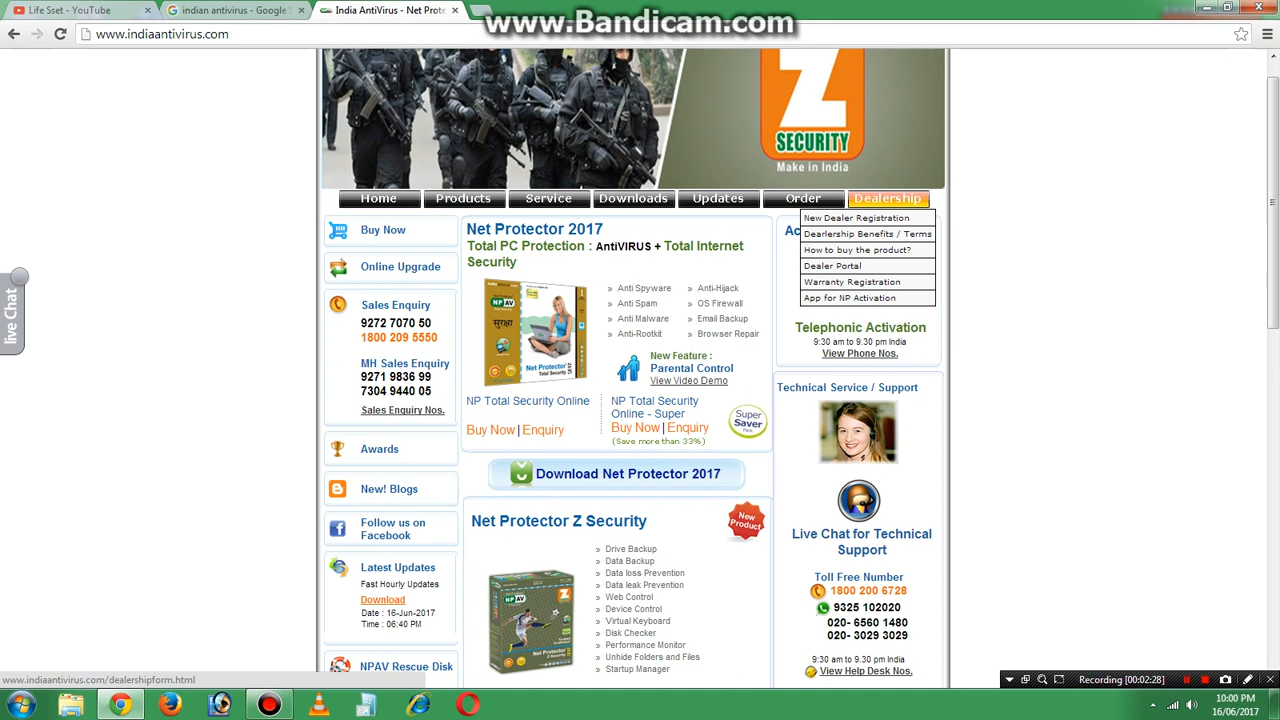 Life Sset - YouTube
indian antivirus - Google S
India AntiVirus - Net Prote
www.Bandicam.com
www.indiaantivirus.com
Z
SECURITY
Make in India
Home
Products
Service
Downloads
Updates
Order
Dealership
New Dealer Registration
Dearlership Benefits / Terms
How to buy the product?
Dealer Portal
Warranty Registration
App for NP Activation
live Chat
Buy Now
Online Upgrade
Sales Enquiry
9272 7070 50
1800 209 5550
MH Sales Enquiry
9271 9836 99
7304 9440 05
Sales Enquiry Nos.
Awards
New! Blogs
Follow us on
Facebook
Latest Updates
Fast Hourly Updates
Download
Date : 16-Jun-2017
Time : 06:40 PM
NPAV Rescue Disk
Net Protector 2017
Total PC Protection : AntiVIRUS + Total Internet
Security
NPAV
सुरक्षा
Net Protector
Total Security
Anti Spyware
Anti Spam
Anti Malware
Anti-Rootkit
Anti-Hijack
OS Firewall
Email Backup
Browser Repair
New Feature :
Parental Control
View Video Demo
NP Total Security Online
Buy Now | Enquiry
NP Total Security
Online - Super
Buy Now | Enquiry
(Save more than 33%)
Super
Saver
Pack
Download Net Protector 2017
Net Protector Z Security
New
Product
NPAV
Z
Net Protector
Z Security
Drive Backup
Data Backup
Data loss Prevention
Data leak Prevention
Web Control
Device Control
Virtual Keyboard
Disk Checker
Performance Monitor
Unhide Folders and Files
Startup Manager
Ac
Telephonic Activation
9:30 am to 9.30 pm India
View Phone Nos.
Technical Service / Support
Live Chat for Technical
Support
Toll Free Number
1800 200 6728
9325 102020
020- 6560 1480
020- 3029 3029
9:30 am to 9.30 pm India
View Help Desk Nos.
www.indiaantivirus.com/dealershipform.html
Recording [00:02:28]
10:00 PM
16/06/2017